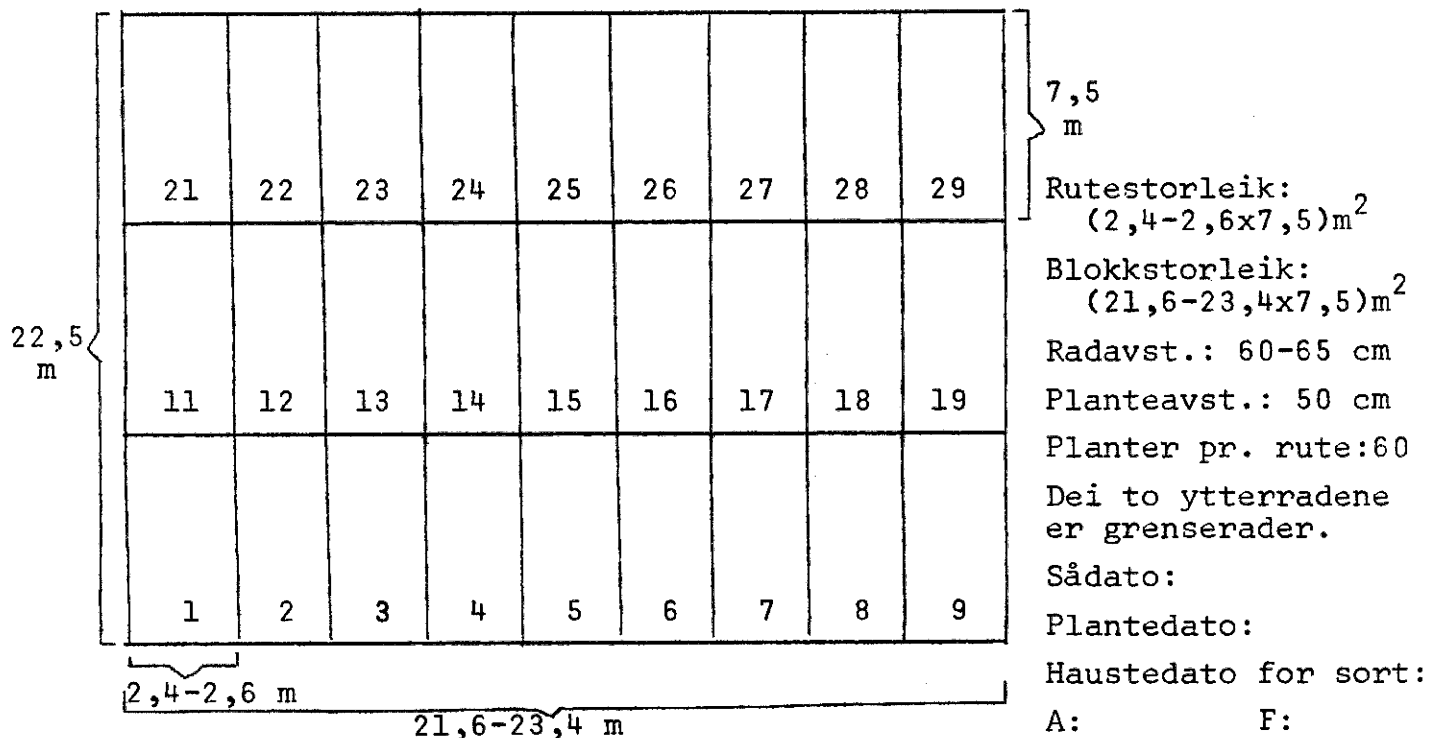 7,5
m
21 22 23 24 25 26 27 28 29
Rutestorleik:
(2,4-2,6x7,5)m²
Blokkstorleik:
(21,6-23,4x7,5)m²
22,5
m
Radavst.: 60-65 cm
11 12 13 14 15 16 17 18 19
Planteavst.: 50 cm
Planter pr. rute:60
Dei to ytterradene
er grenserader.
Sådato:
1 2 3 4 5 6 7 8 9
Plantedato:
Haustedato for sort:
2,4-2,6 m
21,6-23,4 m
A: F: